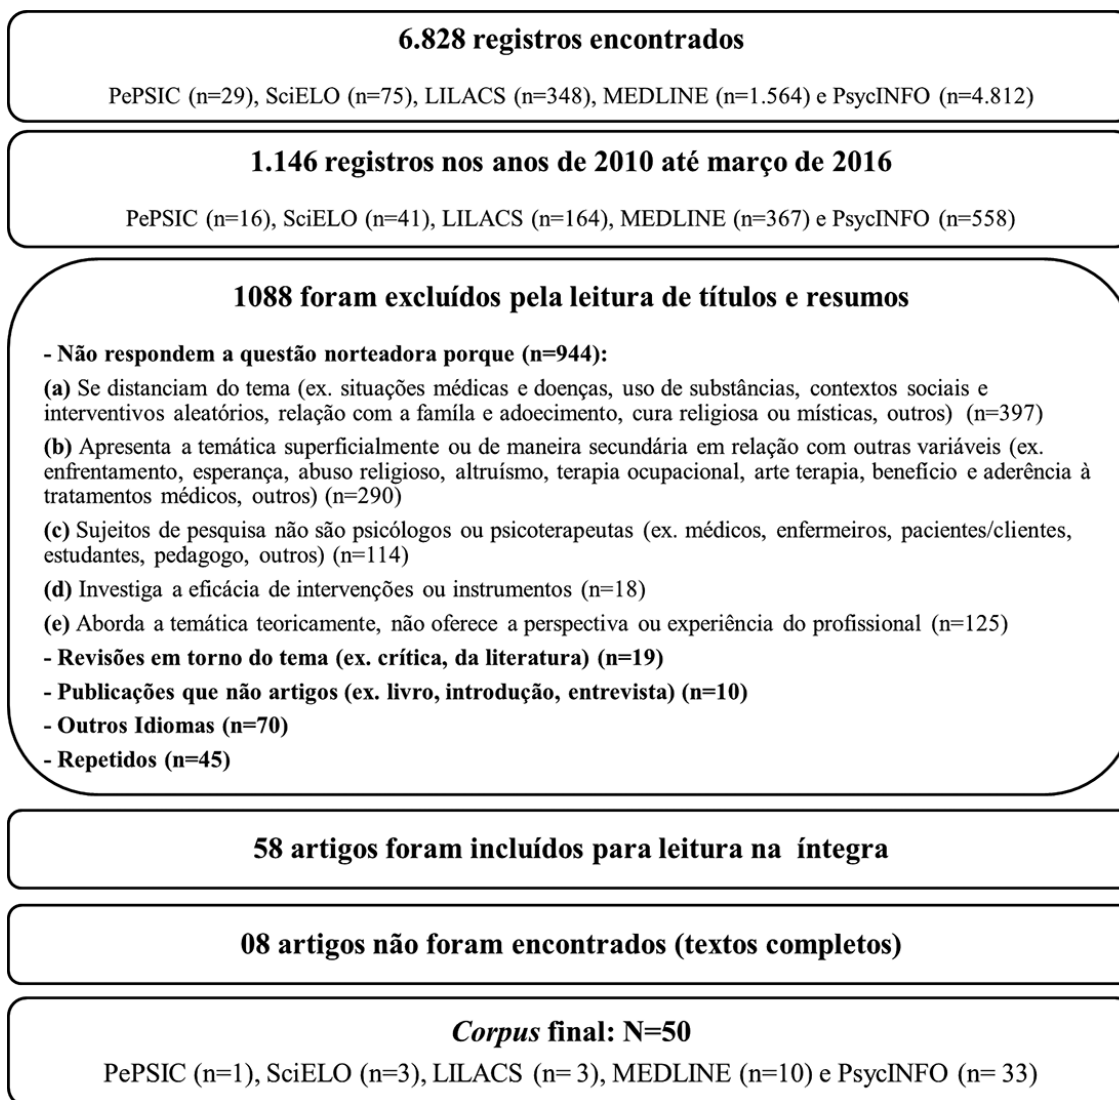 6.828 registros encontrados
PePSIC (n=29), SciELO (n=75), LILACS (n=348), MEDLINE (n=1.564) e PsycINFO (n=4.812)
1.146 registros nos anos de 2010 até março de 2016
PePSIC (n=16), SciELO (n=41), LILACS (n=164), MEDLINE (n=367) e PsycINFO (n=558)
1088 foram excluídos pela leitura de títulos e resumos
- Não respondem a questão norteadora porque (n=944):
(a) Se distanciam do tema (ex. situações médicas e doenças, uso de substâncias, contextos sociais e
interventivos aleatórios, relação com a famíla e adoecimento, cura religiosa ou místicas, outros) (n=397)
(b) Apresenta a temática superficialmente ou de maneira secundária em relação com outras variáveis (ex.
enfrentamento, esperança, abuso religioso, altruísmo, terapia ocupacional, arte terapia, benefício e aderência à
tratamentos médicos, outros) (n=290)
(c) Sujeitos de pesquisa não são psicólogos ou psicoterapeutas (ex. médicos, enfermeiros, pacientes/clientes,
estudantes, pedagogo, outros) (n=114)
(d) Investiga a eficácia de intervenções ou instrumentos (n=18)
(e) Aborda a temática teoricamente, não oferece a perspectiva ou experiência do profissional (n=125)
- Revisões em torno do tema (ex. crítica, da literatura) (n=19)
- Publicações que não artigos (ex. livro, introdução, entrevista) (n=10)
- Outros Idiomas (n=70)
- Repetidos (n=45)
58 artigos foram incluídos para leitura na íntegra
08 artigos não foram encontrados (textos completos)
Corpus final: N=50
PePSIC (n=1), SciELO (n=3), LILACS (n= 3), MEDLINE (n=10) e PsycINFO (n= 33)